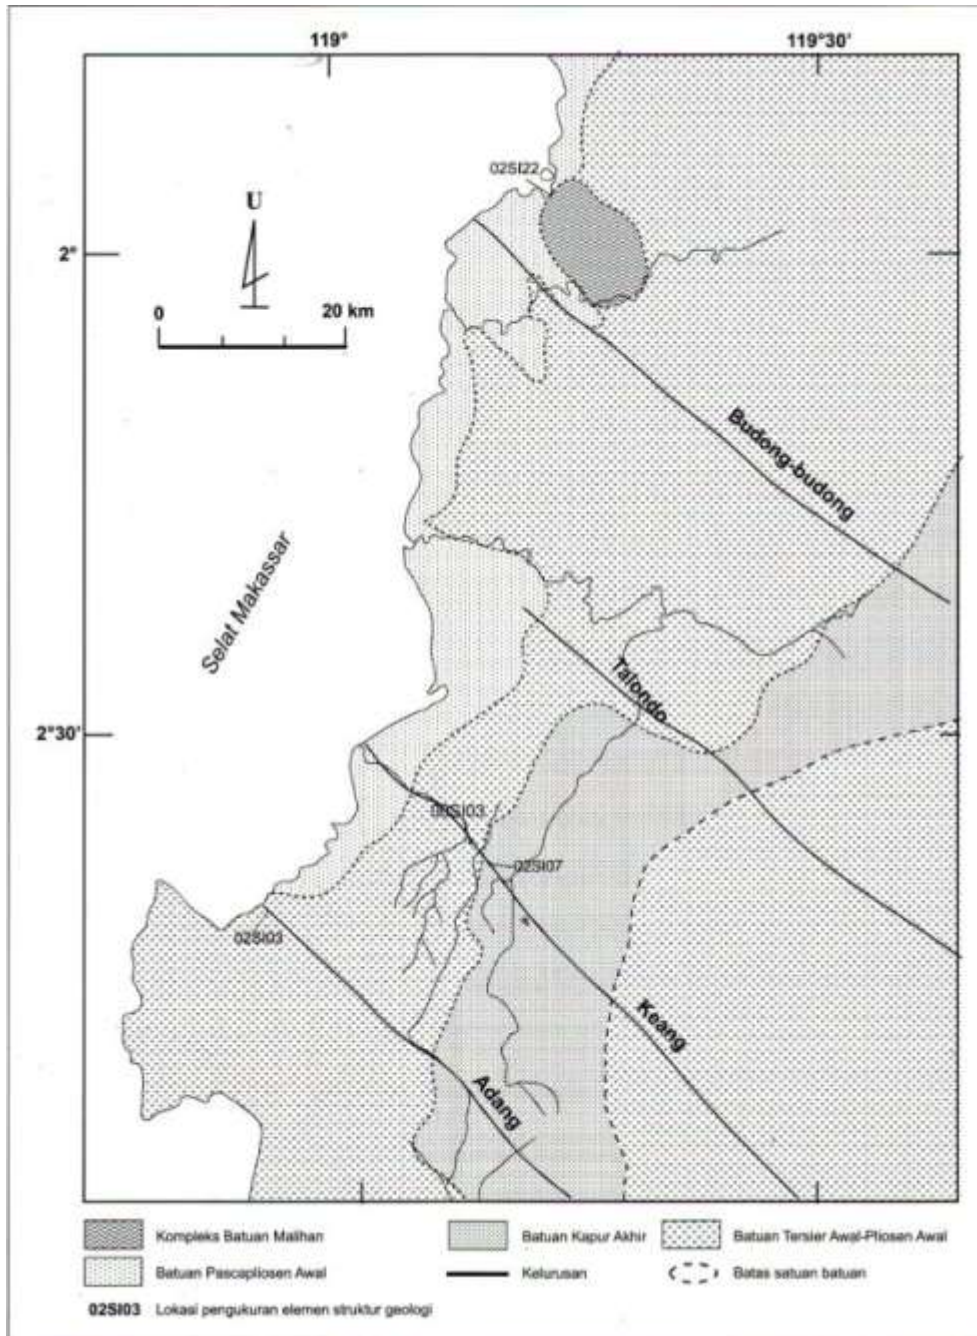 119°
119°30'
02SI22
U
2°
0
20 km
Budong-budong
Selat Makassar
Talondo
2°30'
00SI03
02SI07
02SI03
Keang
Adang
Kompleks Batuan Malihan
Batuan Kapur Akhir
Batuan Tersier Awal-Pliosen Awal
Batuan Pascapliosen Awal
Kelurusan
Batas satuan batuan
02SI03 Lokasi pengukuran elemen struktur geologi